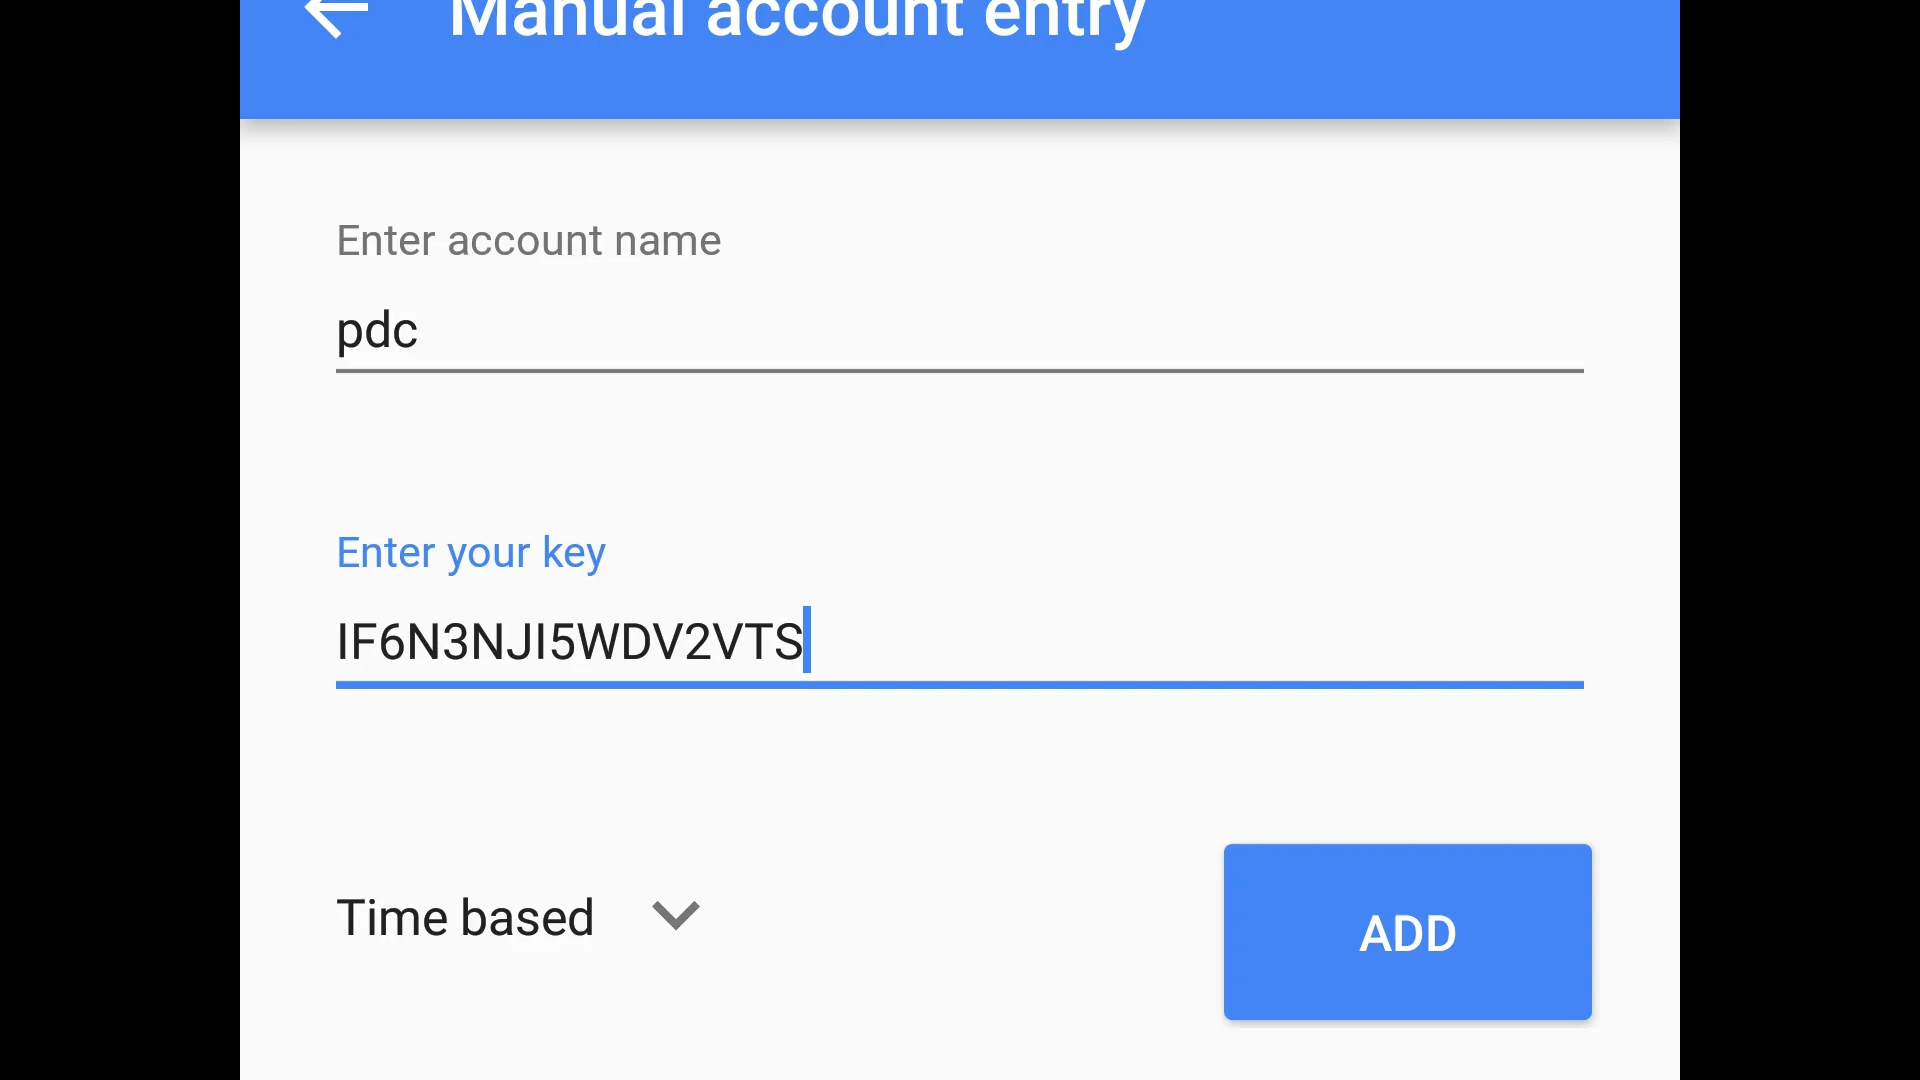 Manual account entry
Enter account name
pdc
Enter your key
IF6N3NJI5WDV2VTS
Time based
ADD